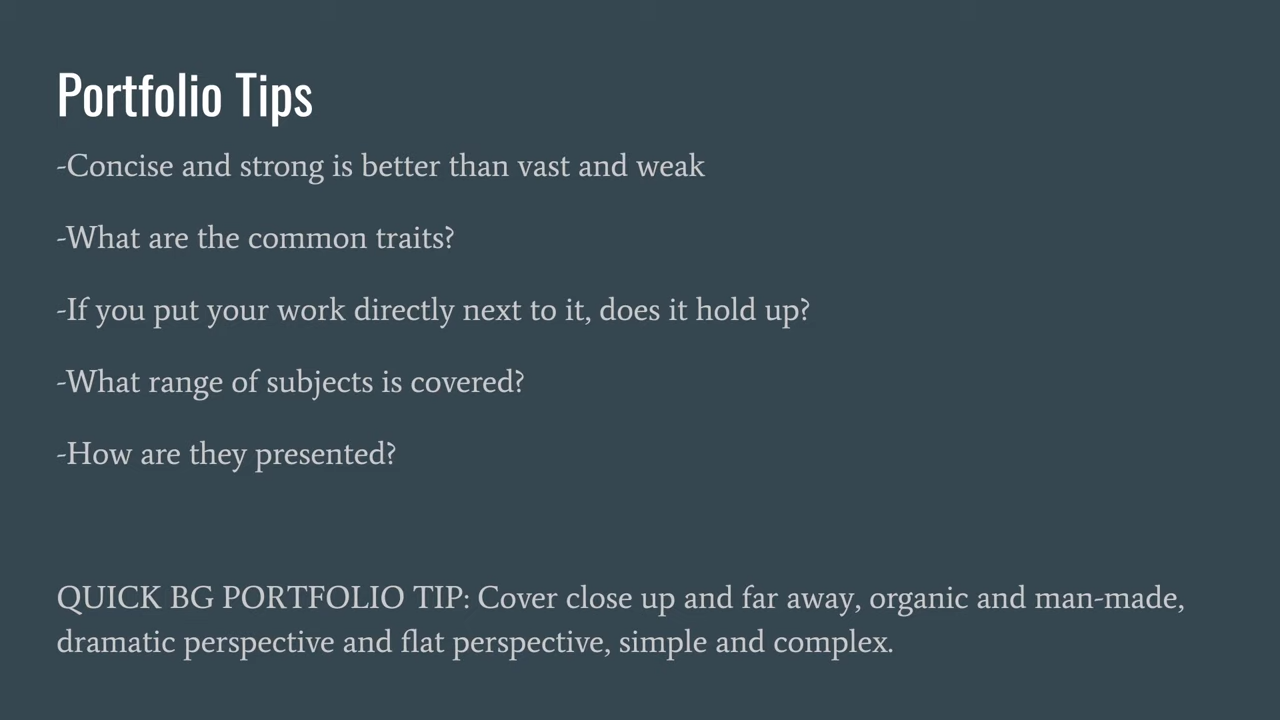 Portfolio Tips
-Concise and strong is better than vast and weak
-What are the common traits?
-If you put your work directly next to it, does it hold up?
-What range of subjects is covered?
-How are they presented?
QUICK BG PORTFOLIO TIP: Cover close up and far away, organic and man-made,
dramatic perspective and flat perspective, simple and complex.